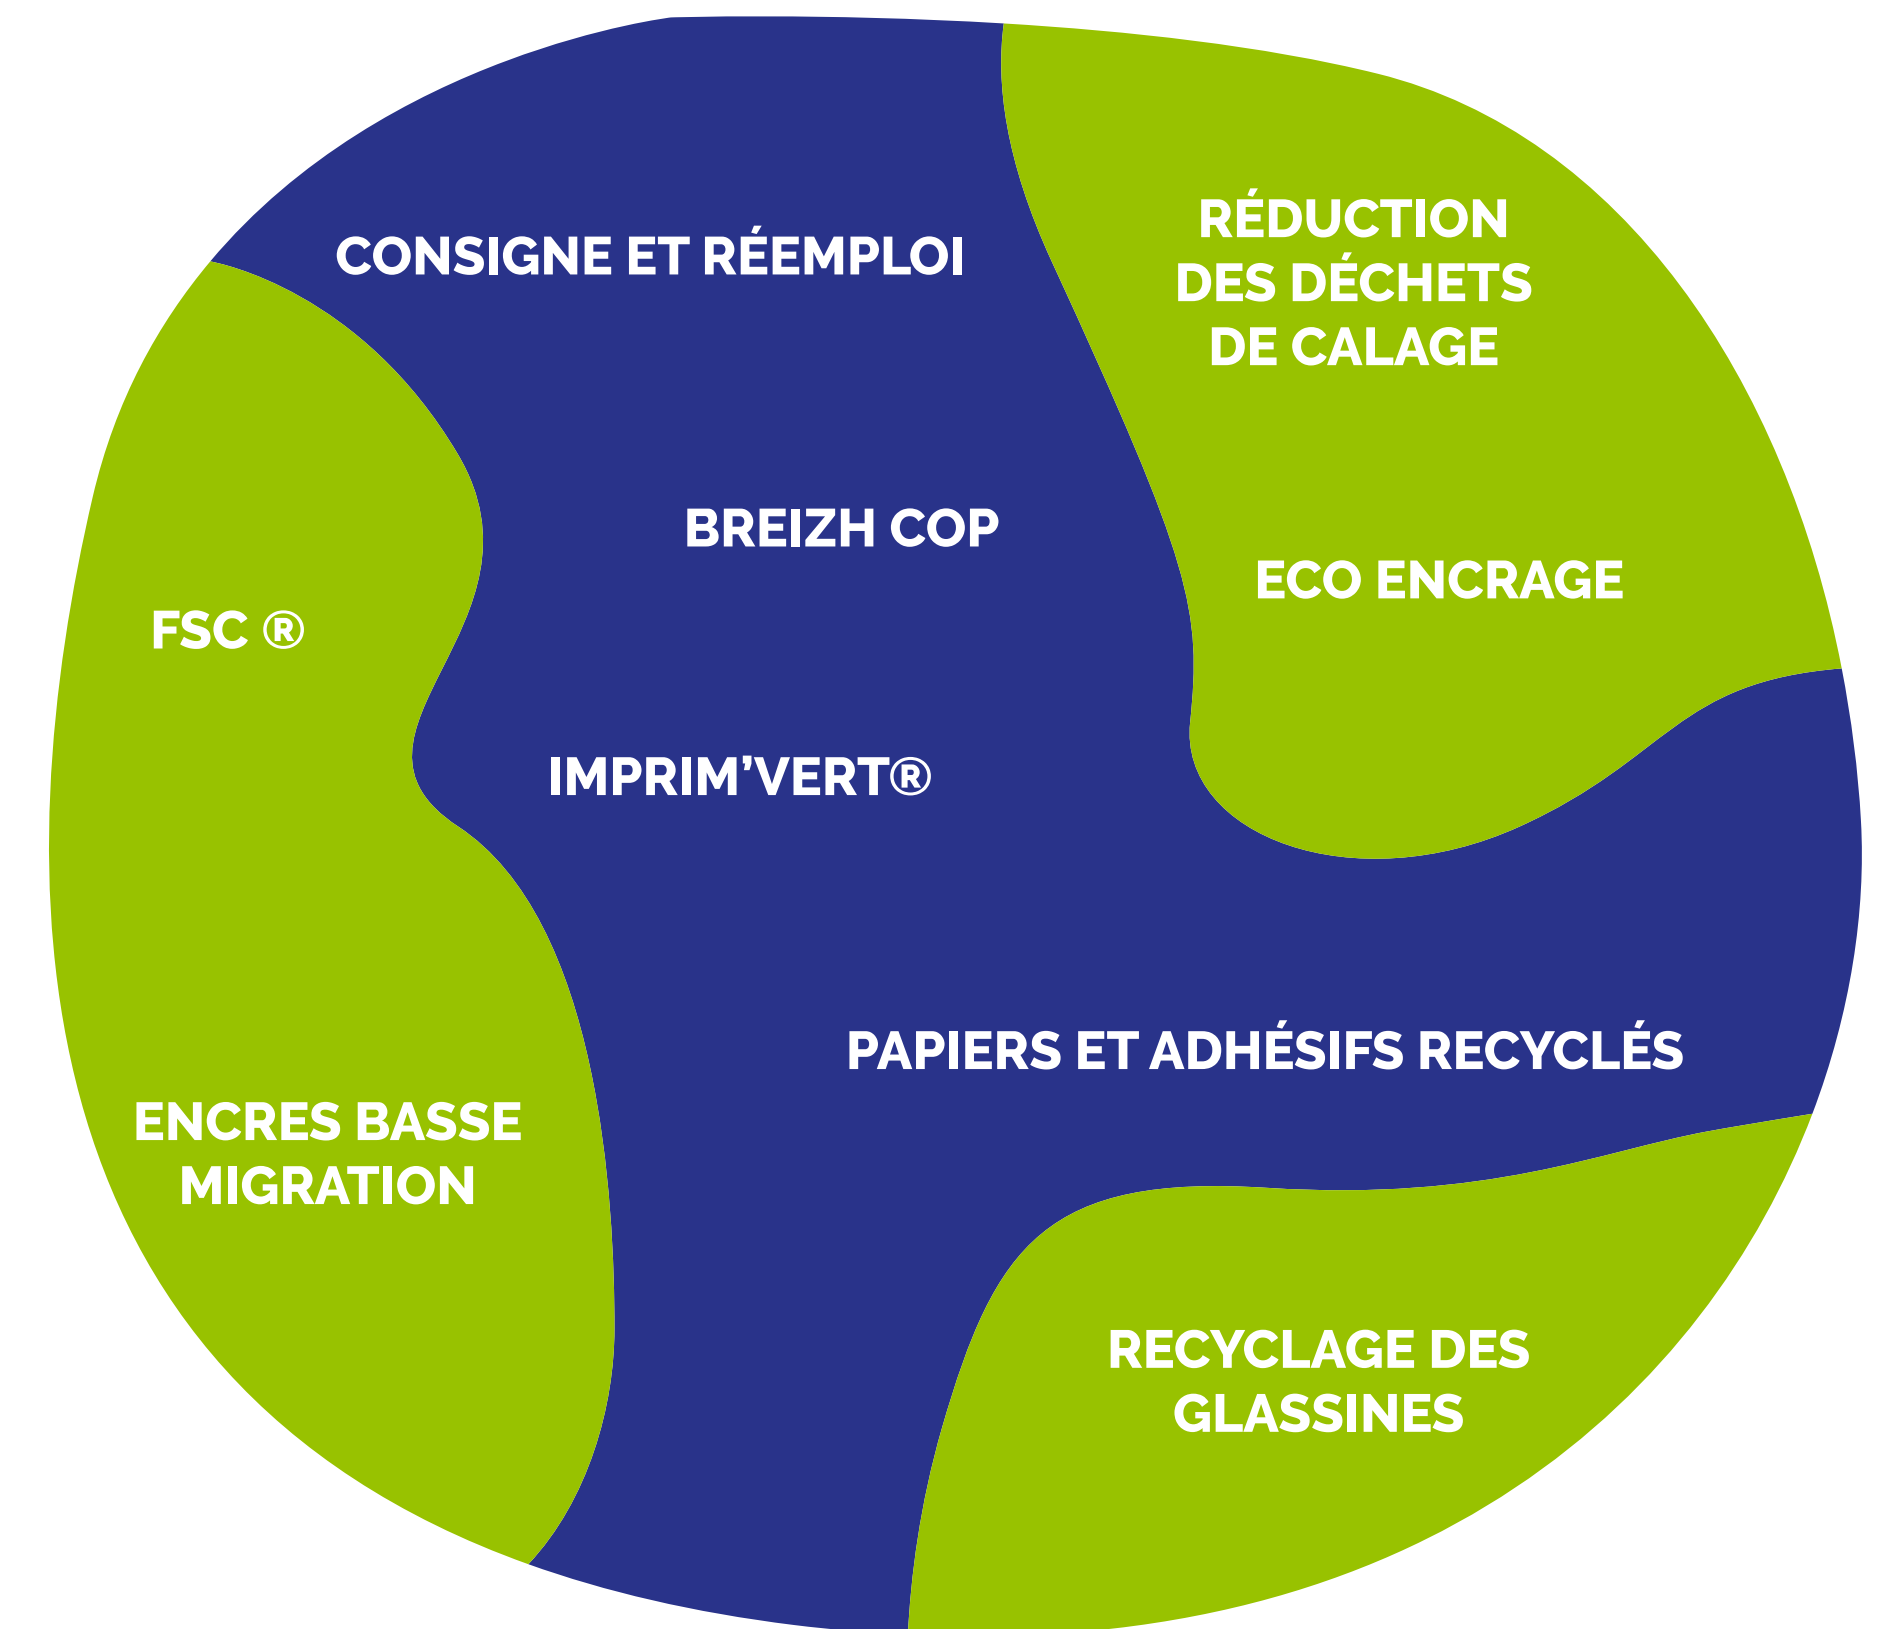 CONSIGNE ET RÉEMPLOI
RÉDUCTION
DES DÉCHETS
DE CALAGE
BREIZH COP
ECO ENCRAGE
FSC ®
IMPRIM’VERT®
PAPIERS ET ADHÉSIFS RECYCLÉS
ENCRES BASSE
MIGRATION
RECYCLAGE DES
GLASSINES